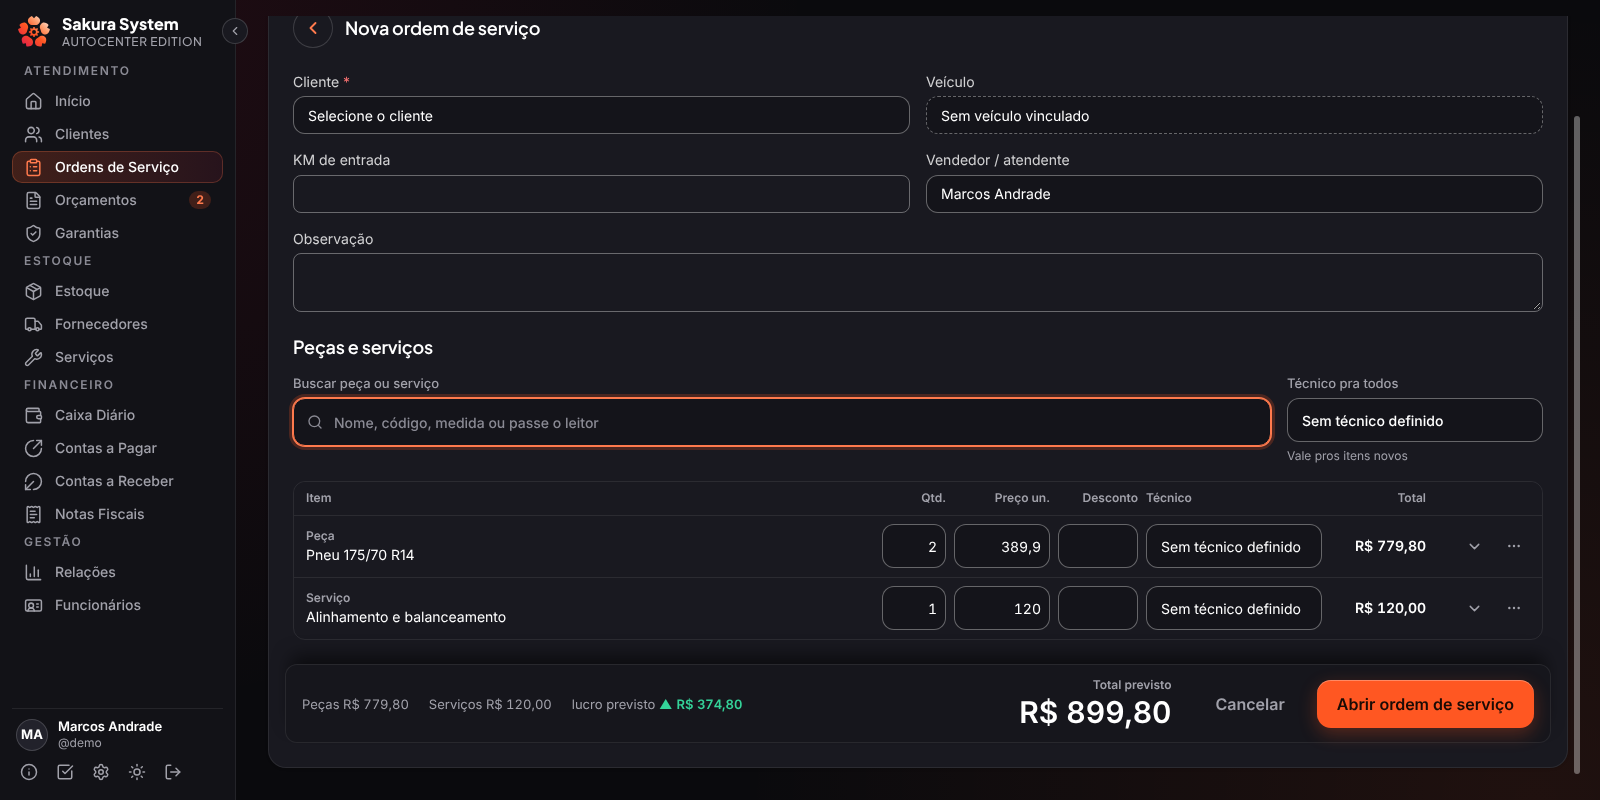 Sakura System
AUTOCENTER EDITION
ATENDIMENTO
Início
Clientes
Ordens de Serviço
Orçamentos 2
Garantias
ESTOQUE
Estoque
Fornecedores
Serviços
FINANCEIRO
Caixa Diário
Contas a Pagar
Contas a Receber
Notas Fiscais
GESTÃO
Relações
Funcionários
MA
Marcos Andrade
@demo
Nova ordem de serviço
Cliente *
Selecione o cliente
Veículo
Sem veículo vinculado
KM de entrada
Vendedor / atendente
Marcos Andrade
Observação
Peças e serviços
Buscar peça ou serviço
Nome, código, medida ou passe o leitor
Técnico pra todos
Sem técnico definido
Vale pros itens novos
Item Qtd. Preço un. Desconto Técnico Total
Peça
Pneu 175/70 R14 2 389,9 Sem técnico definido R$ 779,80
Serviço
Alinhamento e balanceamento 1 120 Sem técnico definido R$ 120,00
Peças R$ 779,80 Serviços R$ 120,00 lucro previsto ▲ R$ 374,80
Total previsto
R$ 899,80
Cancelar
Abrir ordem de serviço